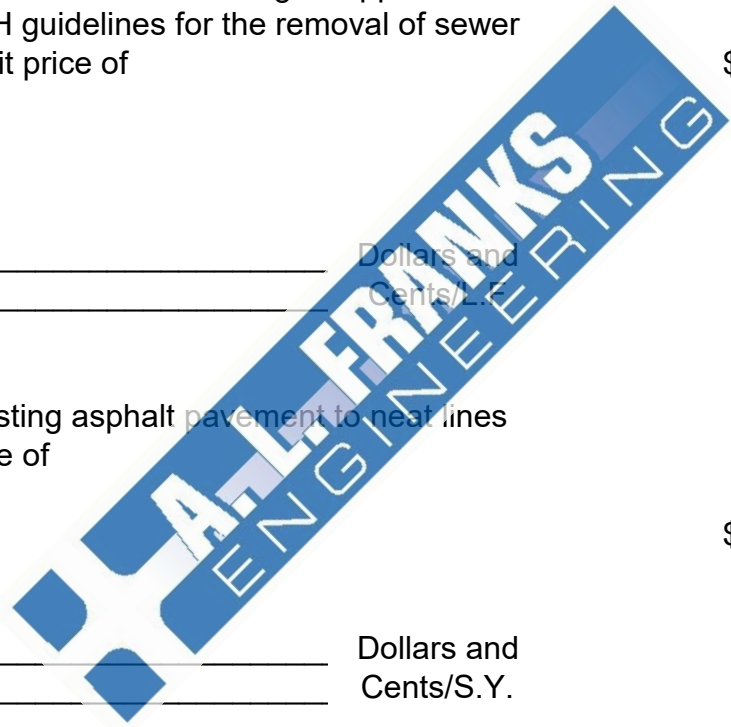 H guidelines for the removal of sewer
it price of
$
Dollars and
Cents/L.F.
A. L. FRANKS
ENGINEERING
sting asphalt pavement to neat lines
e of
$
Dollars and
Cents/S.Y.